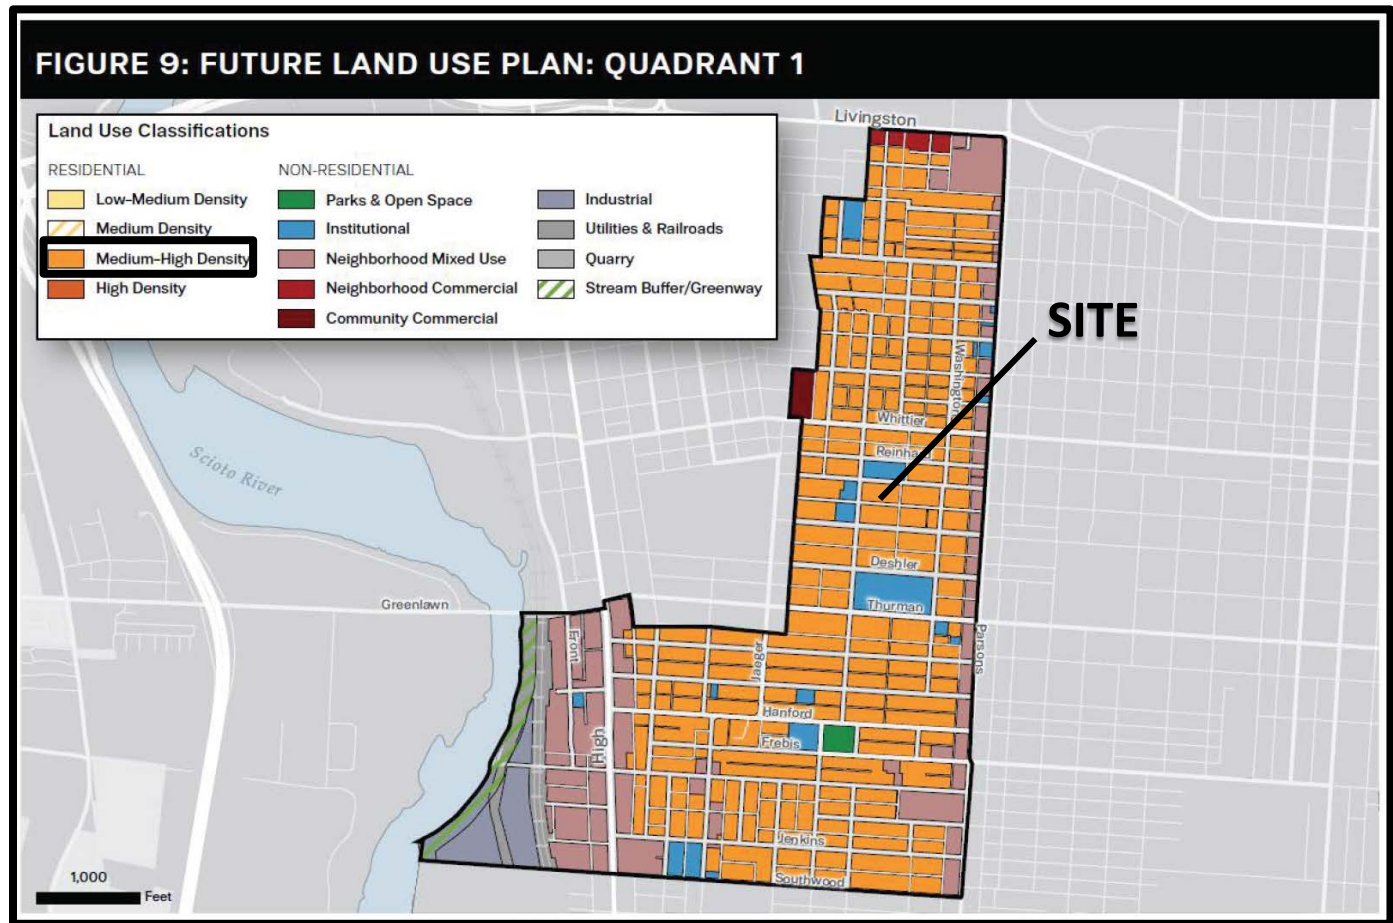 FIGURE 9: FUTURE LAND USE PLAN: QUADRANT 1
Land Use Classifications
RESIDENTIAL
Low-Medium Density
Medium Density
Medium-High Density
High Density
NON-RESIDENTIAL
Parks & Open Space
Institutional
Neighborhood Mixed Use
Neighborhood Commercial
Community Commercial
Industrial
Utilities & Railroads
Quarry
Stream Buffer/Greenway
Livingston
SITE
Washington
Whittier
Reinhard
Scioto River
Deshler
Thurman
Greenlawn
Front
Jaeger
Parsons
Hanford
Frebis
High
Jenkins
Southwood
1,000
Feet